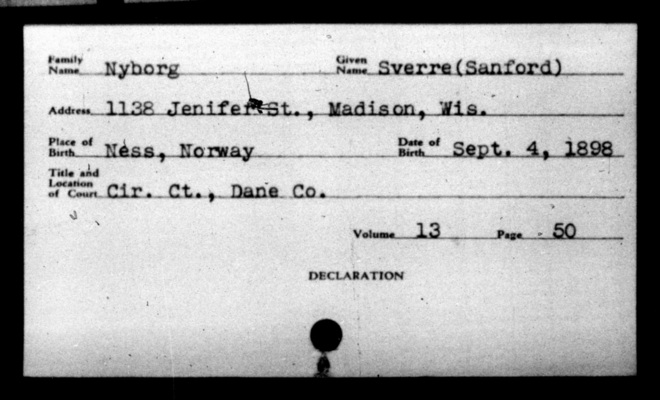 Family Name Nyborg Given Name Sverre(Sanford)
Address 1138 Jenifer St., Madison, Wis.
Place of Birth Ness, Norway Date of Birth Sept. 4, 1898
Title and Location of Court Cir. Ct., Dane Co.
Volume 13 Page 50
DECLARATION